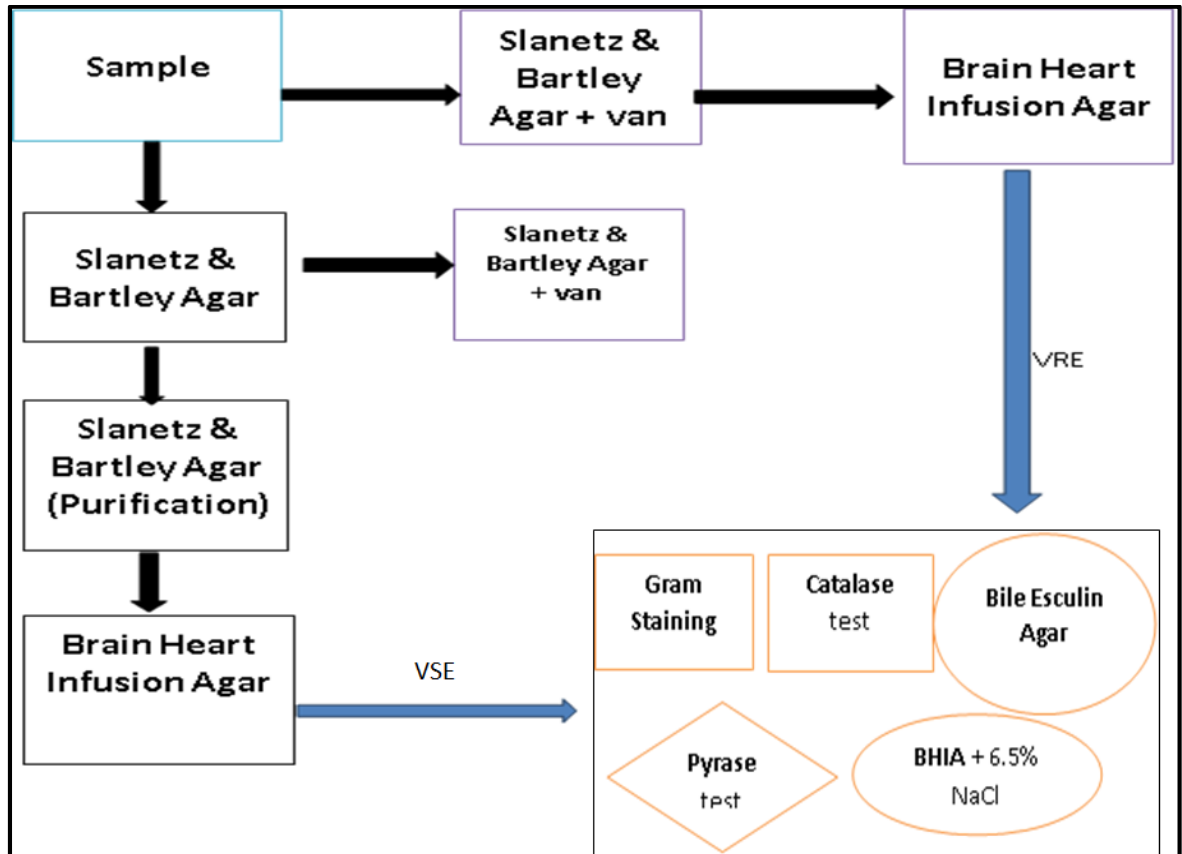 Sample
Slanetz &
Bartley
Agar + van
Brain Heart
Infusion Agar
Slanetz &
Bartley Agar
Slanetz &
Bartley Agar
+ van
VRE
Slanetz &
Bartley Agar
(Purification)
Brain Heart
Infusion Agar
VSE
Gram
Staining
Catalase
test
Bile Esculin
Agar
Pyrase
test
BHIA + 6.5%
NaCl